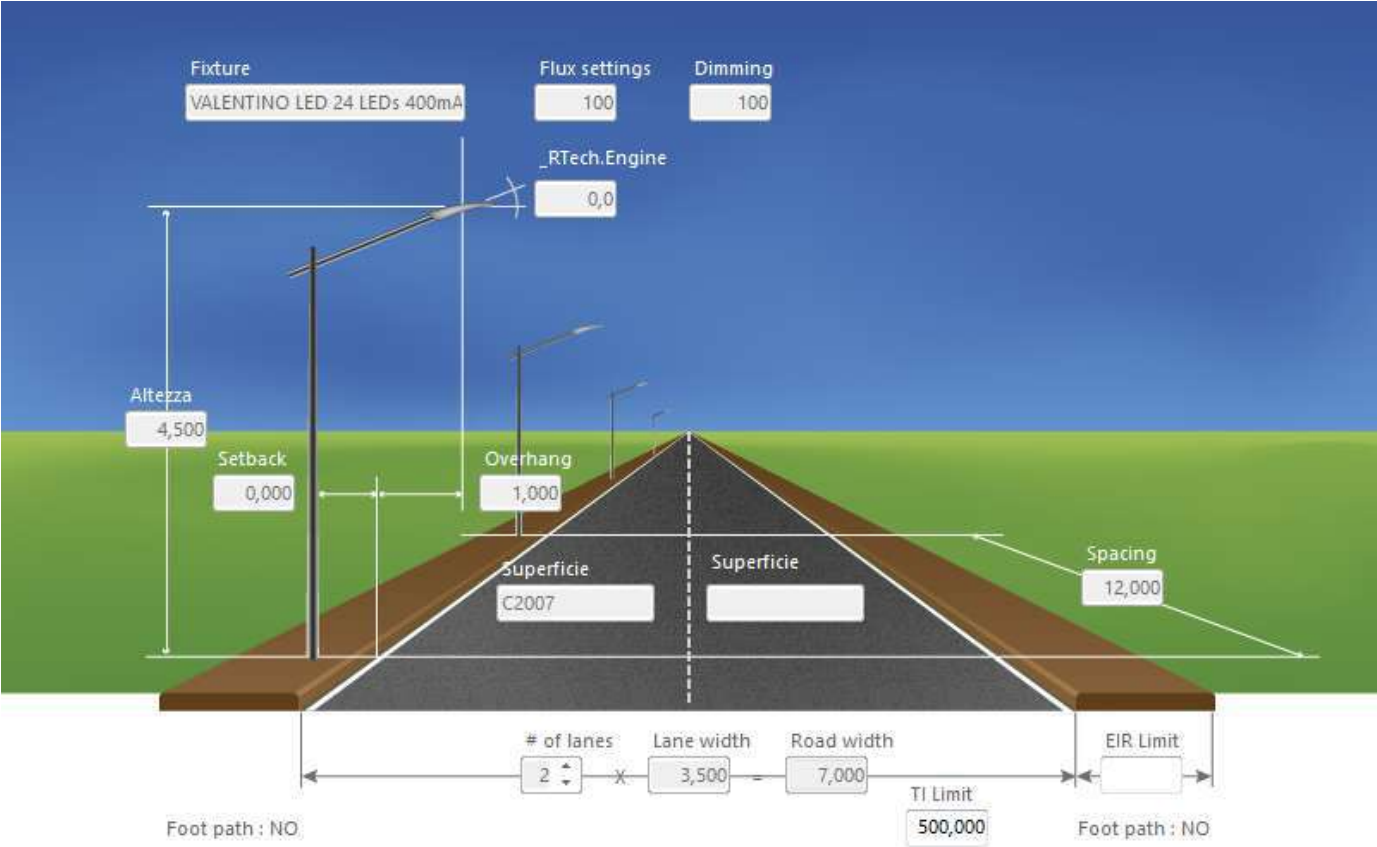 Fixture
VALENTINO LED 24 LEDs 400mA
Flux settings
100
Dimming
100
_RTech.Engine
0,0
Altezza
4,500
Setback
0,000
Overhang
1,000
Superficie
C2007
Superficie
Spacing
12,000
# of lanes
2
X
Lane width
3,500
=
Road width
7,000
EIR Limit
TI Limit
500,000
Foot path : NO
Foot path : NO